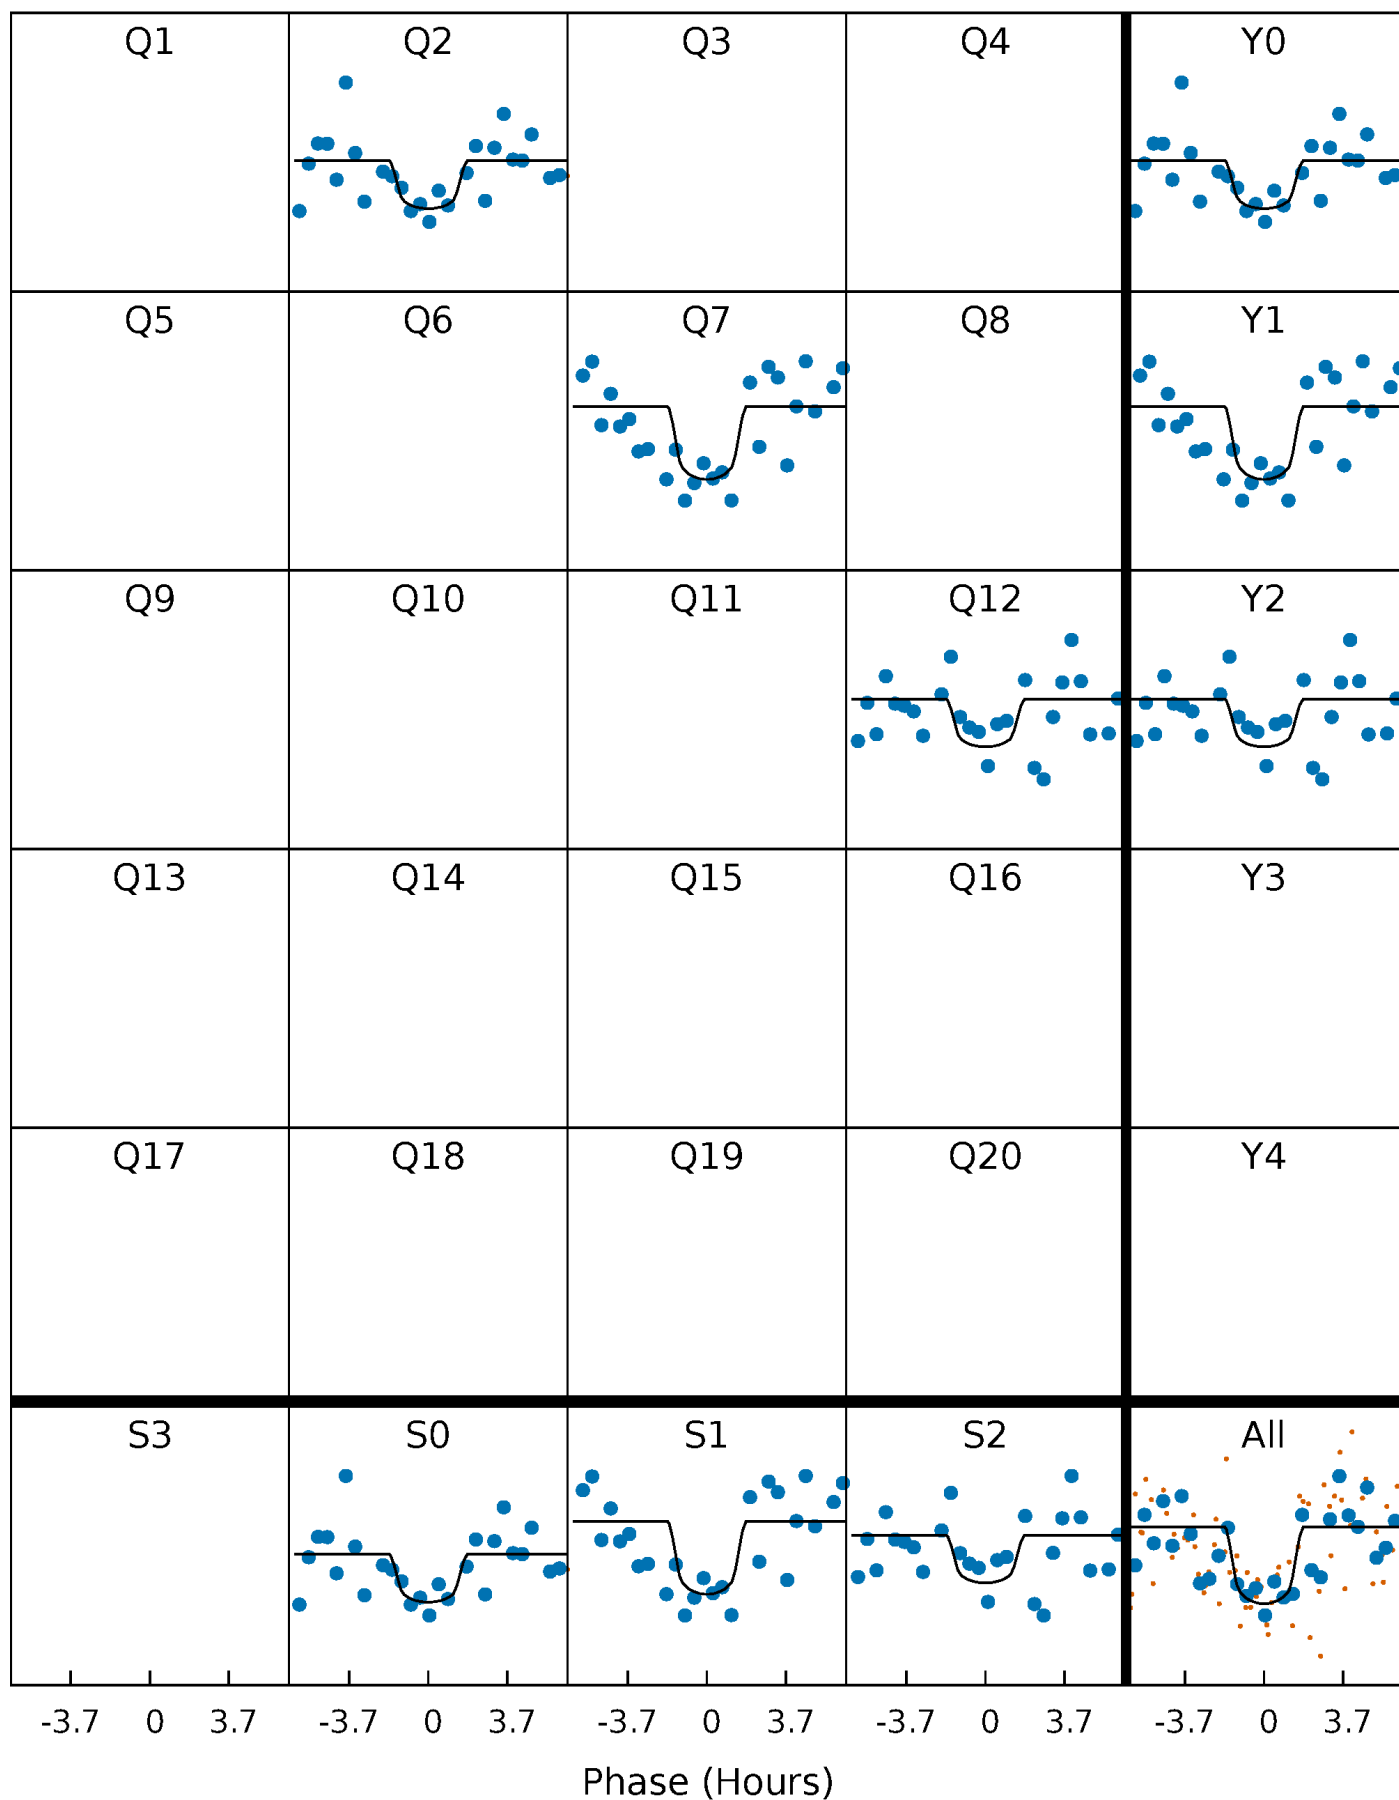 Q1 Q2 Q3 Q4 Y0
Q5 Q6 Q7 Q8 Y1
Q9 Q10 Q11 Q12 Y2
Q13 Q14 Q15 Q16 Y3
Q17 Q18 Q19 Q20 Y4
S3 S0 S1 S2 All
-3.7 0 3.7 -3.7 0 3.7 -3.7 0 3.7 -3.7 0 3.7 -3.7 0 3.7
Phase (Hours)